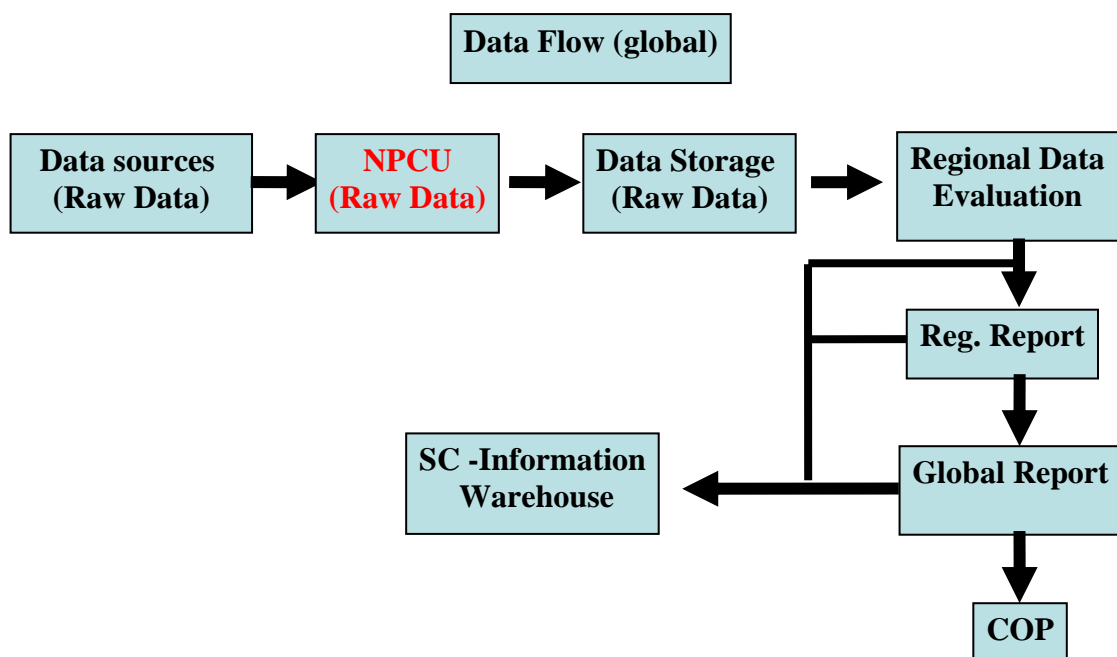 Data Flow (global)
Data sources
(Raw Data)
NPCU
(Raw Data)
Data Storage
(Raw Data)
Regional Data
Evaluation
Reg. Report
SC -Information
Warehouse
Global Report
COP